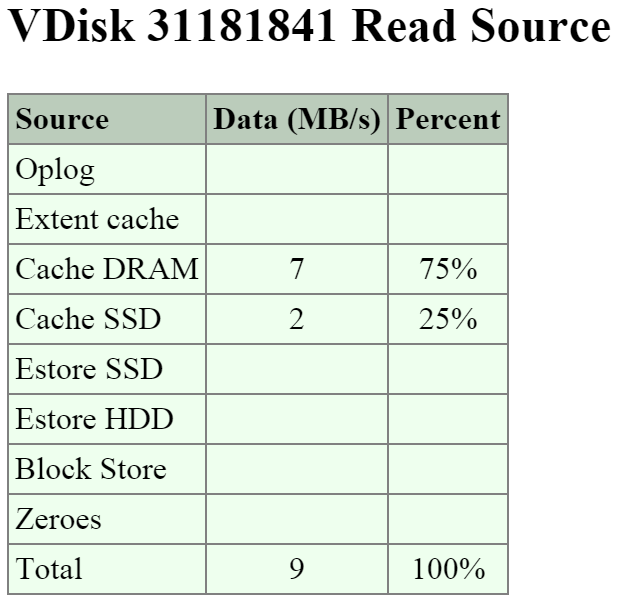 VDisk 31181841 Read Source
Source Data (MB/s) Percent
Oplog
Extent cache
Cache DRAM 7 75%
Cache SSD 2 25%
Estore SSD
Estore HDD
Block Store
Zeroes
Total 9 100%